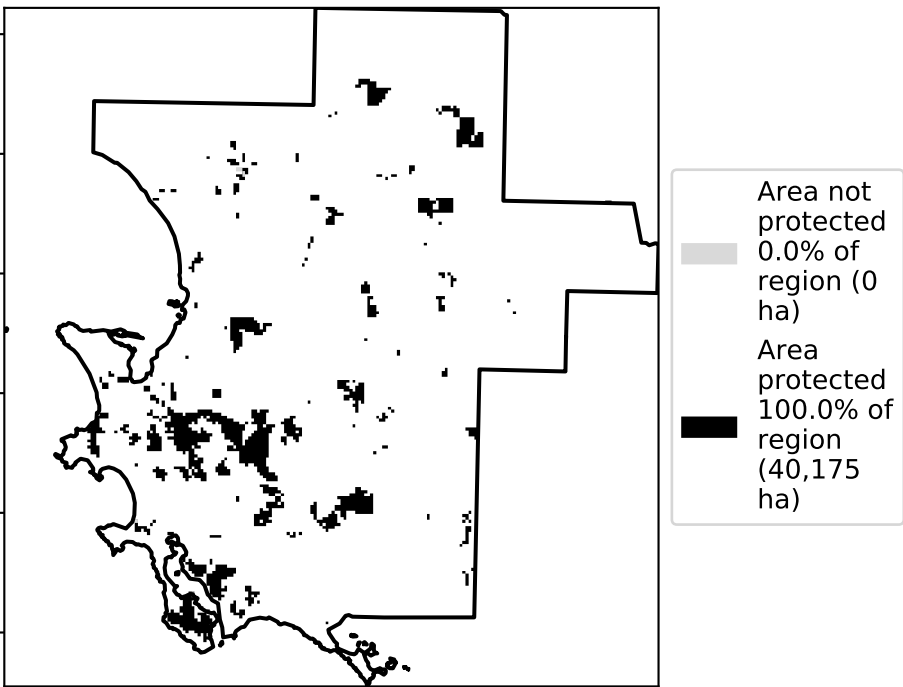 Area not
protected
0.0% of
region (0
ha)
Area
protected
100.0% of
region
(40,175
ha)